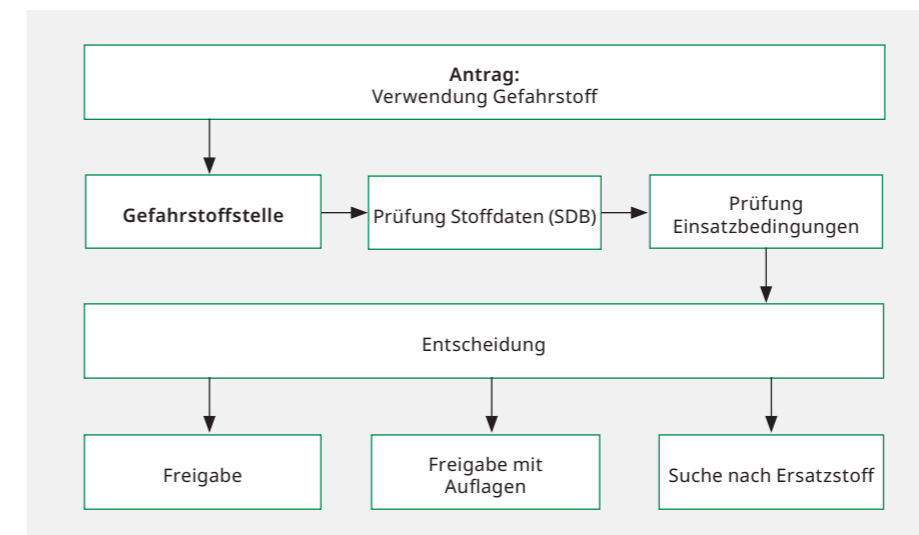 Antrag:
Verwendung Gefahrstoff
Gefahrstoffstelle
Prüfung Stoffdaten (SDB)
Prüfung
Einsatzbedingungen
Entscheidung
Freigabe
Freigabe mit
Auflagen
Suche nach Ersatzstoff